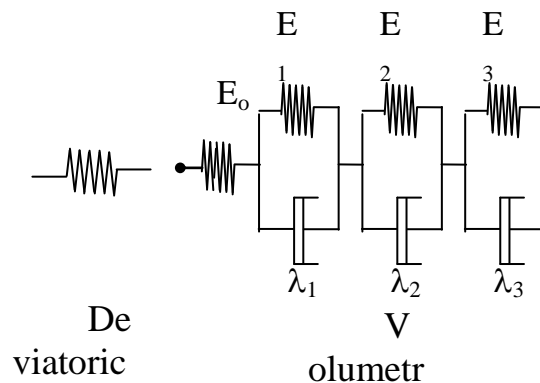 E E E
1 2 3
Eₒ
λ₁ λ₂ λ₃
De V
viatoric olumetr